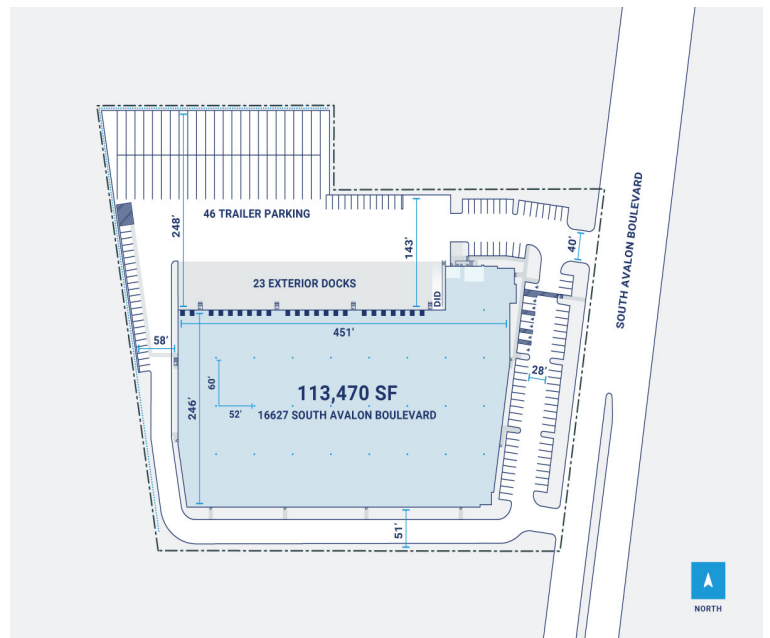 46 TRAILER PARKING
248'
143'
40'
SOUTH AVALON BOULEVARD
23 EXTERIOR DOCKS
DID
451'
58'
28'
60'
113,470 SF
246'
52'
16627 SOUTH AVALON BOULEVARD
51'
NORTH